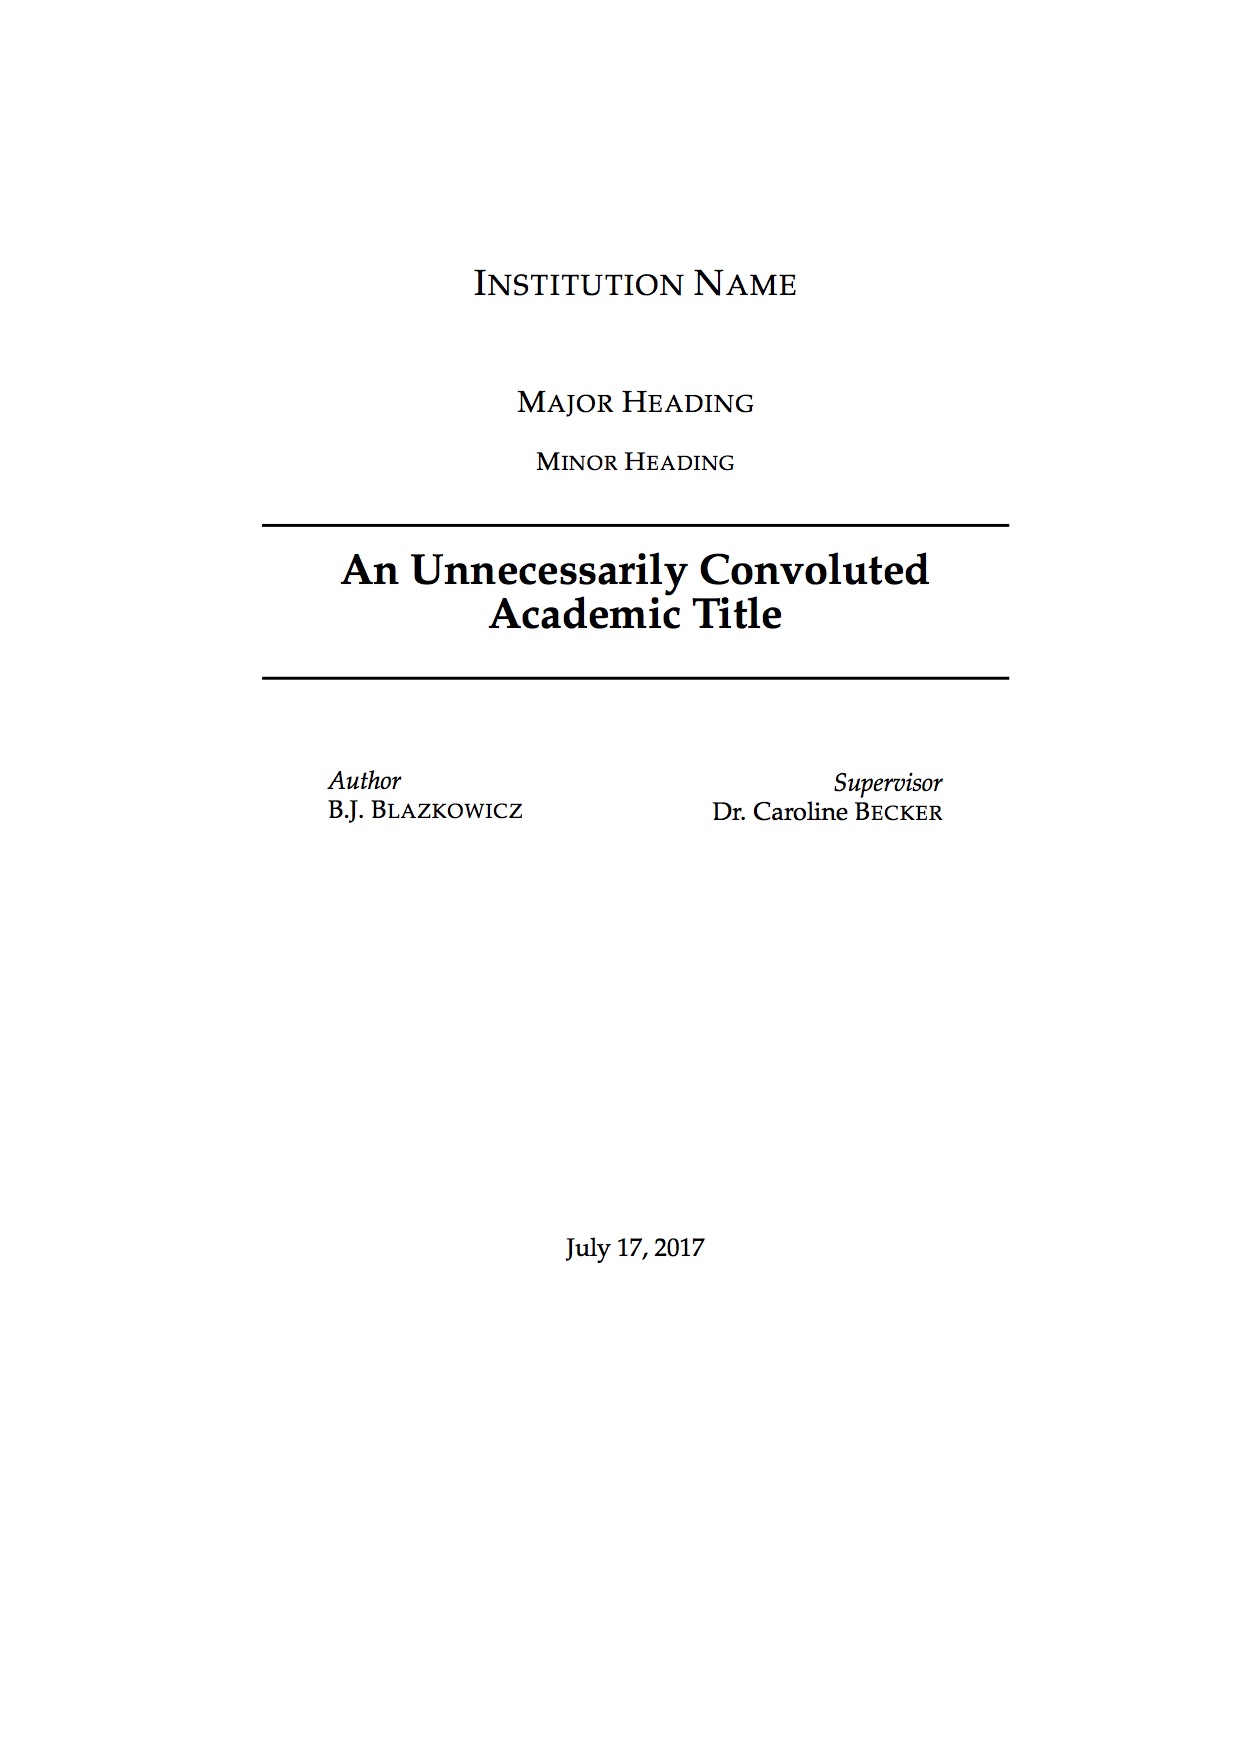 INSTITUTION NAME
MAJOR HEADING
MINOR HEADING
An Unnecessarily Convoluted
Academic Title
Author
B.J. BLAZKOWICZ
Supervisor
Dr. Caroline BECKER
July 17, 2017